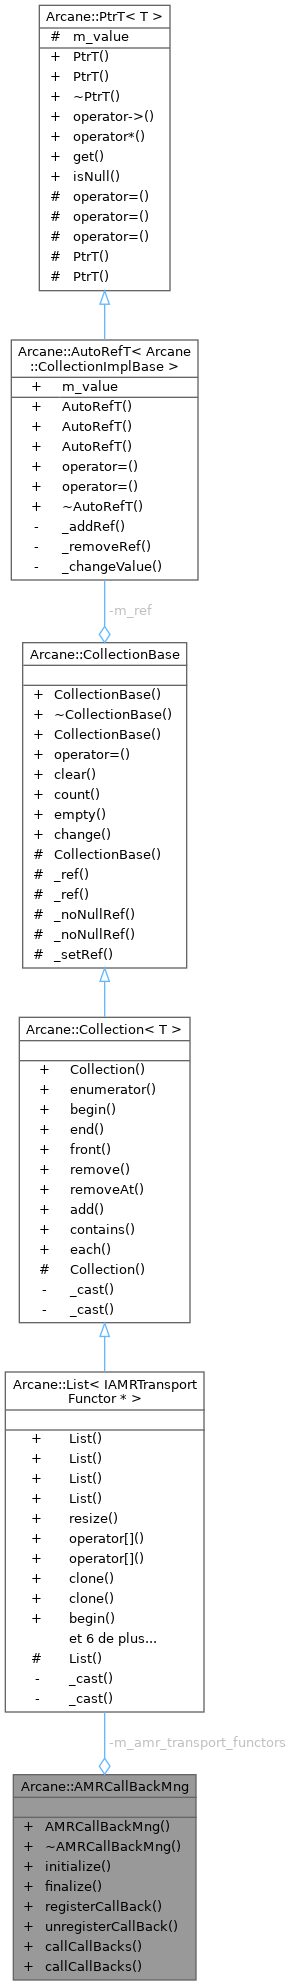 Arcane::PtrT< T >
# m_value
+ PtrT()
+ PtrT()
+ ~PtrT()
+ operator->()
+ operator*()
+ get()
+ isNull()
# operator=()
# operator=()
# operator=()
# PtrT()
# PtrT()
Arcane::AutoRefT< Arcane
::CollectionImplBase >
+ m_value
+ AutoRefT()
+ AutoRefT()
+ AutoRefT()
+ operator=()
+ operator=()
+ ~AutoRefT()
- _addRef()
- _removeRef()
- _changeValue()
-m_ref
Arcane::CollectionBase
+ CollectionBase()
+ ~CollectionBase()
+ CollectionBase()
+ operator=()
+ clear()
+ count()
+ empty()
+ change()
# CollectionBase()
# _ref()
# _ref()
# _noNullRef()
# _noNullRef()
# _setRef()
Arcane::Collection< T >
+ Collection()
+ enumerator()
+ begin()
+ end()
+ front()
+ remove()
+ removeAt()
+ add()
+ contains()
+ each()
# Collection()
- _cast()
- _cast()
Arcane::List< IAMRTransport
Functor * >
+ List()
+ List()
+ List()
+ List()
+ resize()
+ operator[]()
+ operator[]()
+ clone()
+ clone()
+ begin()
et 6 de plus...
# List()
- _cast()
- _cast()
-m_amr_transport_functors
Arcane::AMRCallBackMng
+ AMRCallBackMng()
+ ~AMRCallBackMng()
+ initialize()
+ finalize()
+ registerCallBack()
+ unregisterCallBack()
+ callCallBacks()
+ callCallBacks()